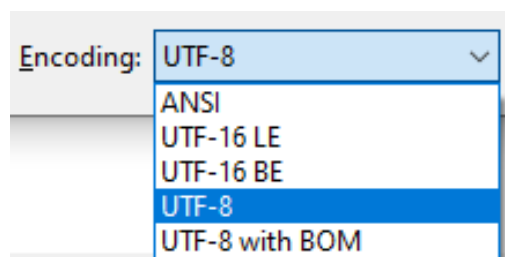 Encoding: UTF-8
ANSI
UTF-16 LE
UTF-16 BE
UTF-8
UTF-8 with BOM